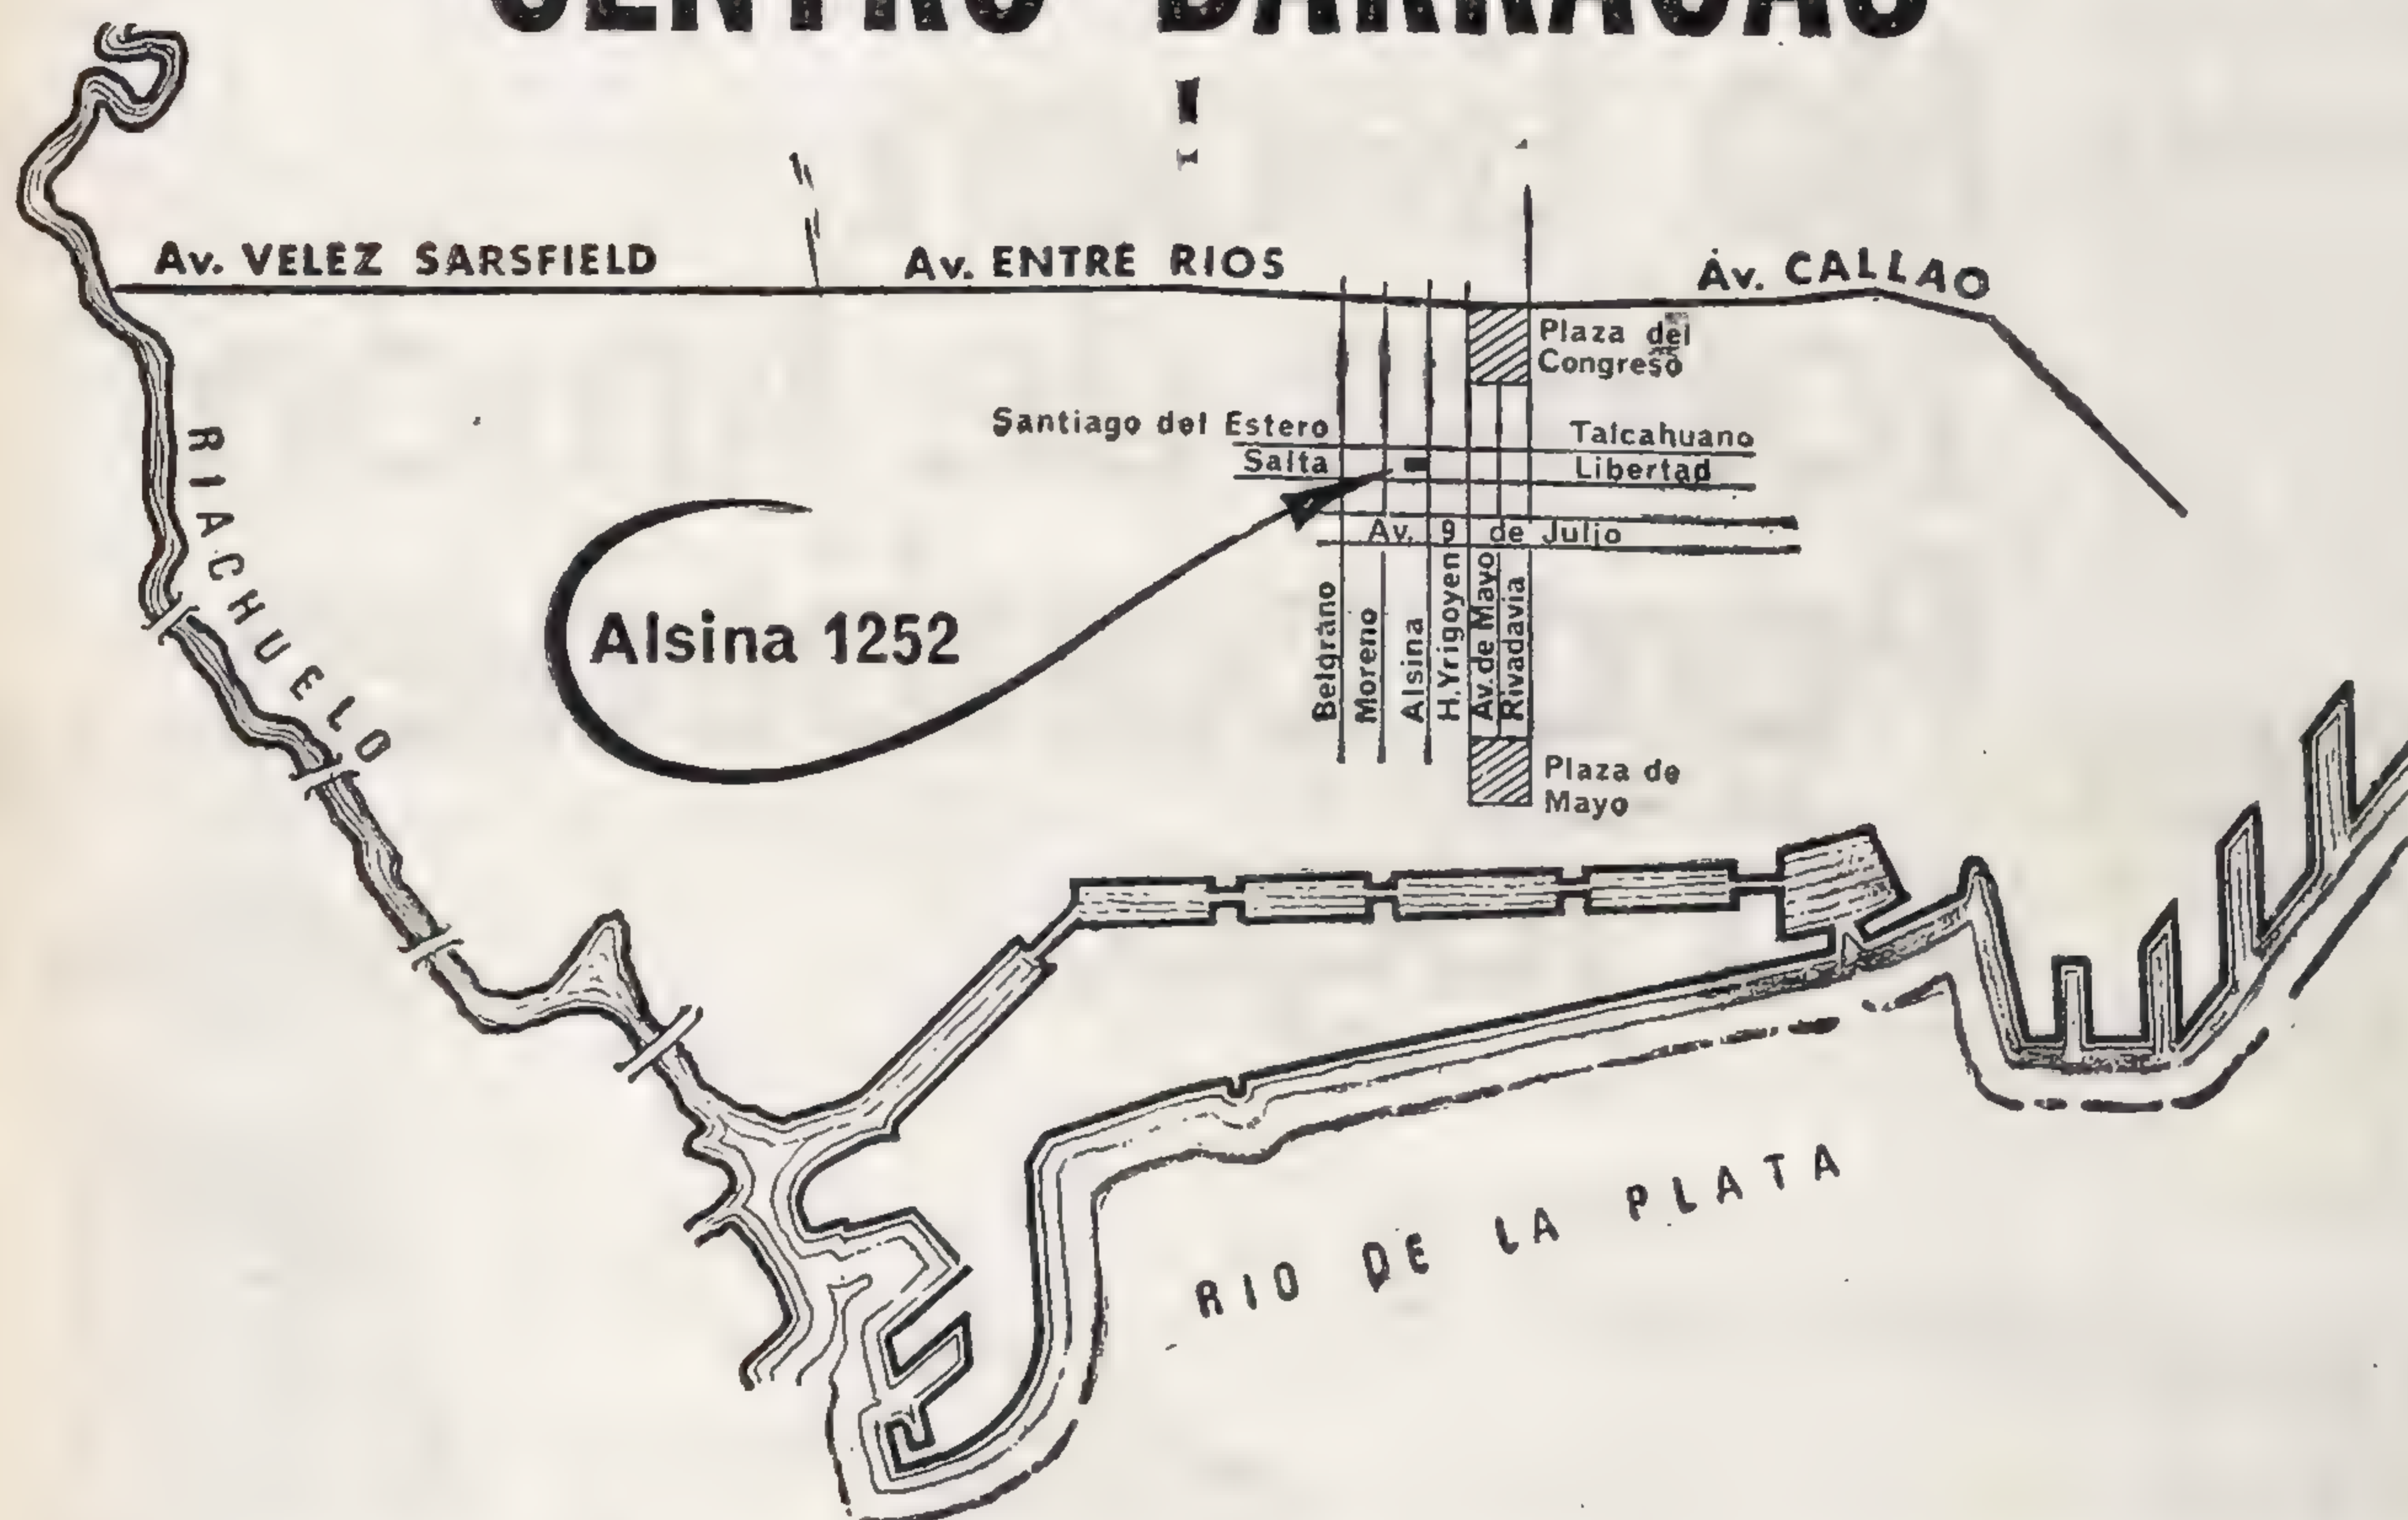 CENTRO BARRACAS
Av. VELEZ SARSFIELD
Av. ENTRE RIOS
Av. CALLAO
Plaza del
Congreso
Santiago del Estero
Talcahuano
Salta
Libertad
Av. 9 de Julio
RIACHUELO
Alsina 1252
Belgrano
Moreno
Alsina
H.Yrigoyen
Av.de Mayo
Rivadavia
Plaza de
Mayo
RIO DE LA PLATA